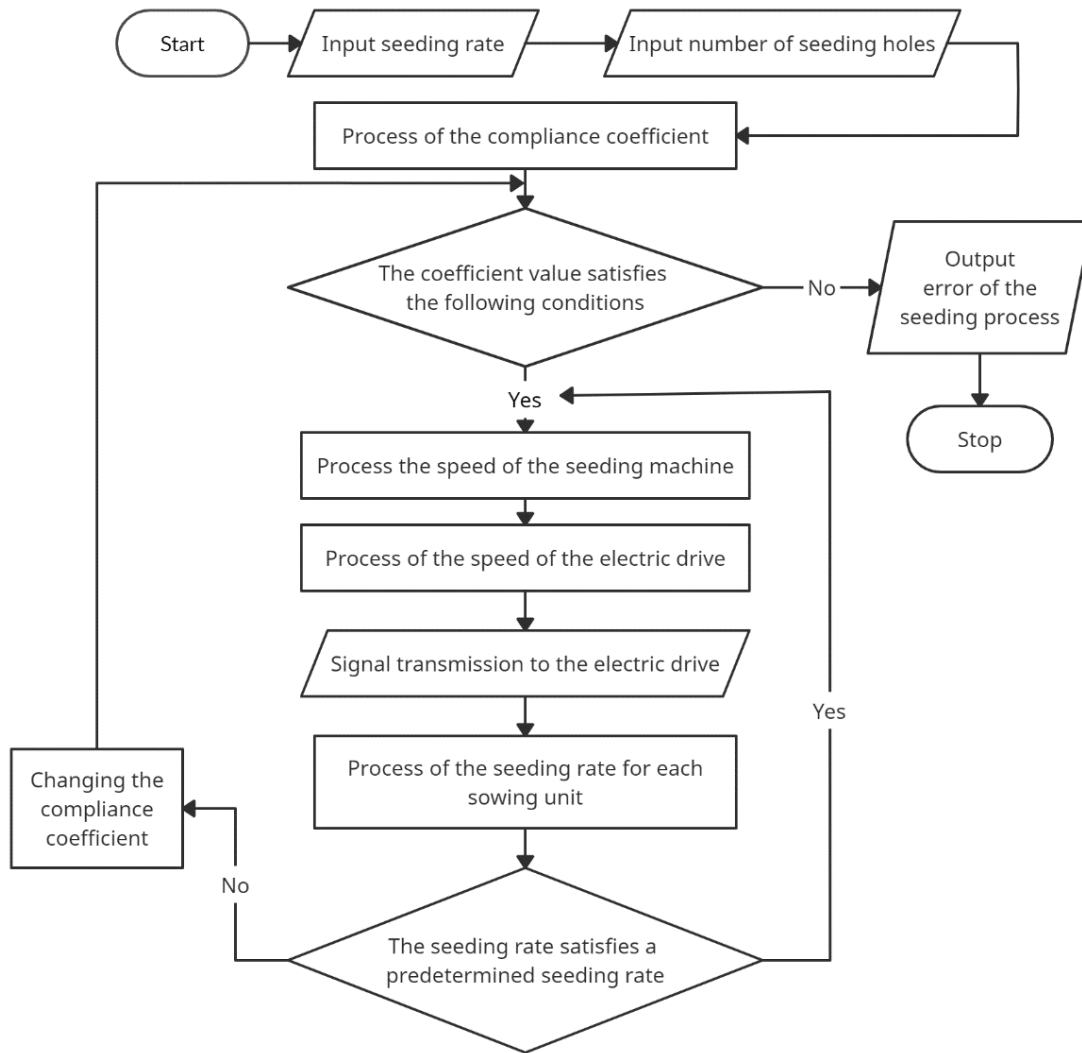 Start
Input seeding rate
Input number of seeding holes
Process of the compliance coefficient
The coefficient value satisfies
the following conditions
No
Output
error of the
seeding process
Stop
Yes
Process the speed of the seeding machine
Process of the speed of the electric drive
Signal transmission to the electric drive
Yes
Process of the seeding rate for each
sowing unit
Changing the
compliance
coefficient
No
The seeding rate satisfies a
predetermined seeding rate